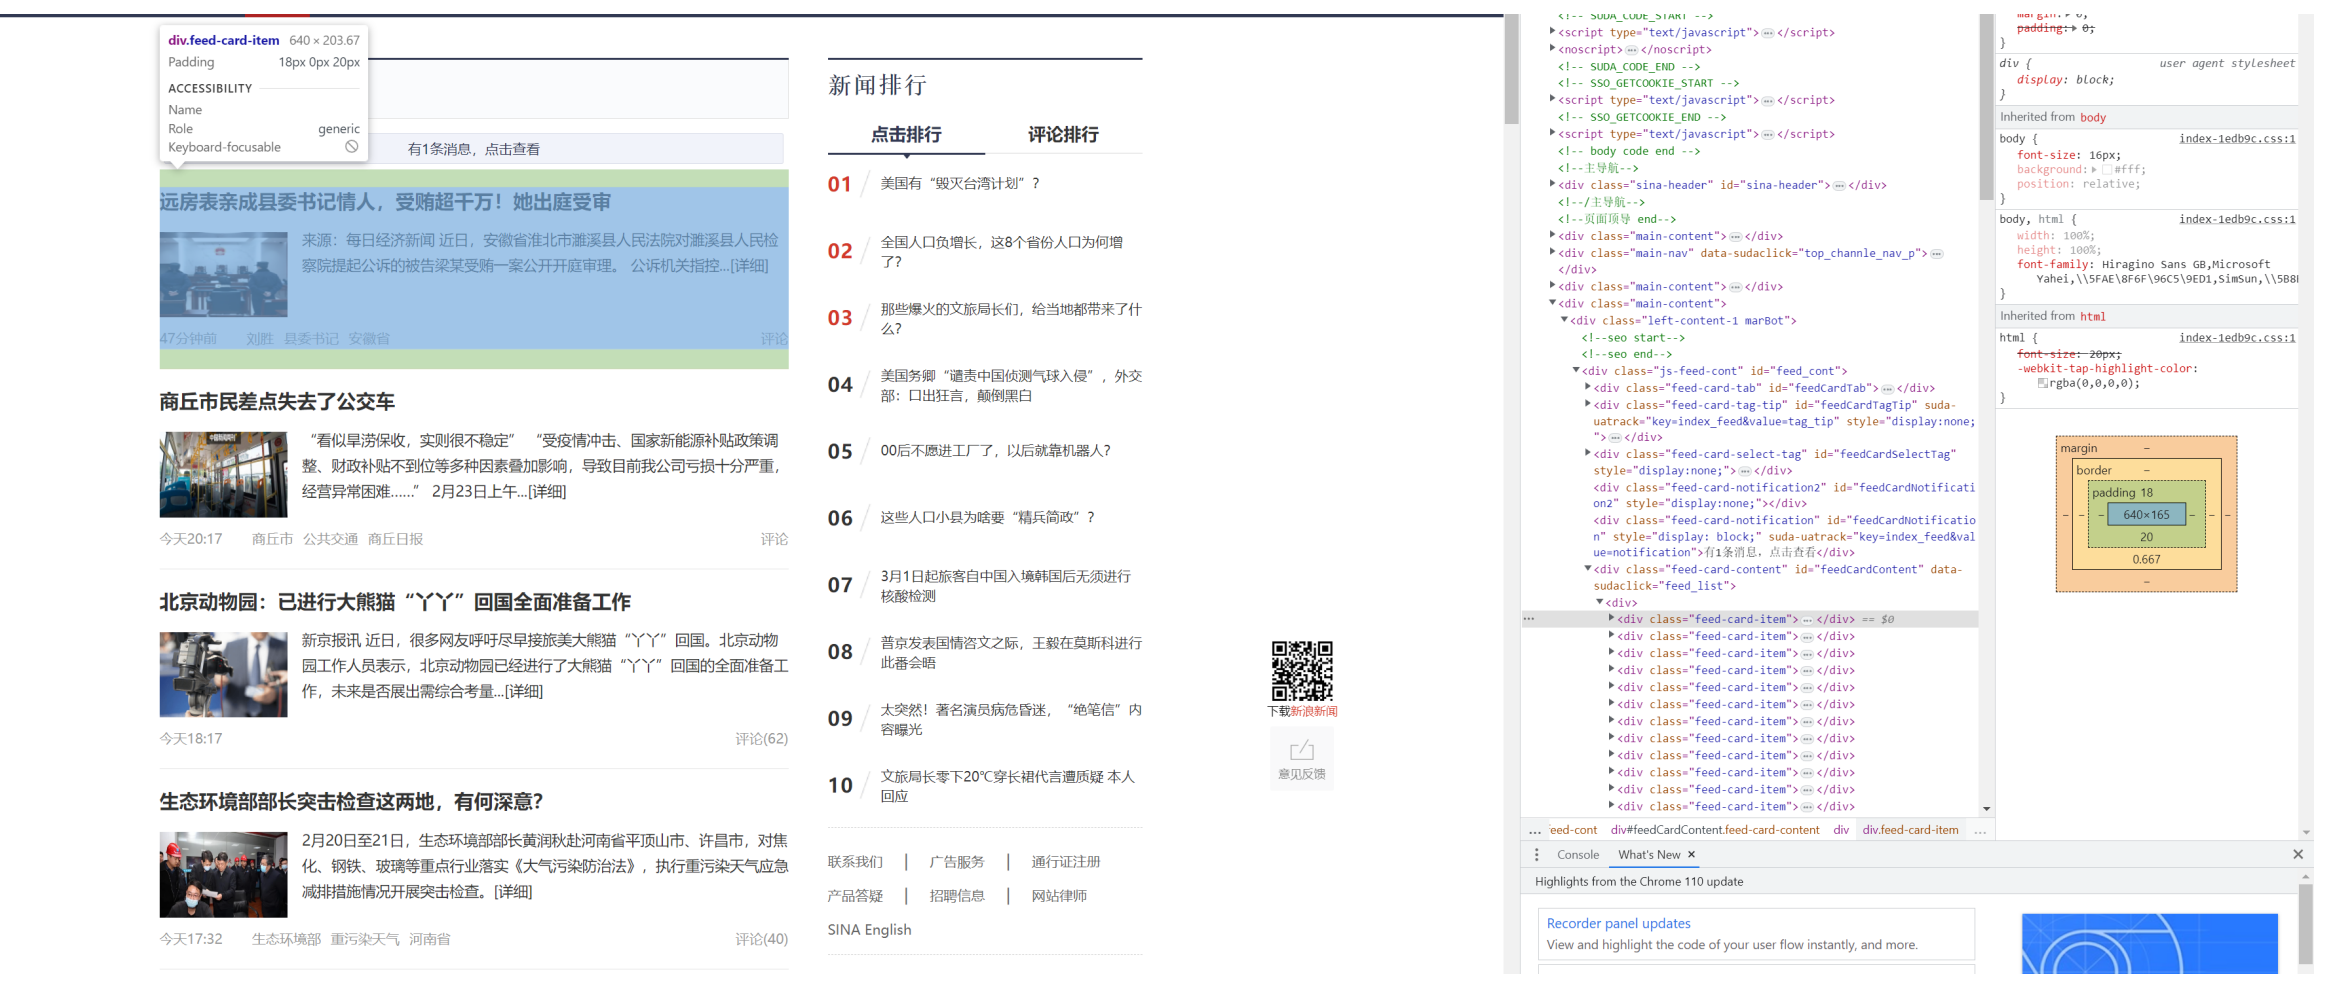 div.feed-card-item 640 × 203.67
Padding 18px 0px 20px
ACCESSIBILITY
Name
Role generic
Keyboard-focusable
有1条消息，点击查看
远房表亲成县委书记情人，受贿超千万！她出庭受审
来源：每日经济新闻 近日，安徽省淮北市濉溪县人民法院对濉溪县人民检
察院提起公诉的被告梁某受贿一案公开开庭审理。 公诉机关指控...[详细]
47分钟前 刘胜 县委书记 安徽省 评论
商丘市民差点失去了公交车
“看似旱涝保收，实则很不稳定” “受疫情冲击、国家新能源补贴政策调
整、财政补贴不到位等多种因素叠加影响，导致目前我公司亏损十分严重，
经营异常困难......” 2月23日上午...[详细]
今天20:17 商丘市 公共交通 商丘日报 评论
北京动物园：已进行大熊猫“丫丫”回国全面准备工作
新京报讯 近日，很多网友呼吁尽早接旅美大熊猫“丫丫”回国。北京动物
园工作人员表示，北京动物园已经进行了大熊猫“丫丫”回国的全面准备工
作，未来是否展出需综合考量...[详细]
今天18:17 评论(62)
生态环境部部长突击检查这两地，有何深意？
2月20日至21日，生态环境部部长黄润秋赴河南省平顶山市、许昌市，对焦
化、钢铁、玻璃等重点行业落实《大气污染防治法》，执行重污染天气应急
减排措施情况开展突击检查。[详细]
今天17:32 生态环境部 重污染天气 河南省 评论(40)
新闻排行
点击排行 评论排行
01 美国有“毁灭台湾计划”？
02 全国人口负增长，这8个省份人口为何增
了？
03 那些爆火的文旅局长们，给当地都带来了什
么？
04 美国务卿“谴责中国侦测气球入侵”，外交
部：口出狂言，颠倒黑白
05 00后不愿进工厂了，以后就靠机器人？
06 这些人口小县为啥要“精兵简政”？
07 3月1日起旅客自中国入境韩国后无须进行
核酸检测
08 普京发表国情咨文之际，王毅在莫斯科进行
此番会晤
09 太突然！著名演员病危昏迷，“绝笔信”内
容曝光
10 文旅局长零下20℃穿长裙代言遭质疑 本人
回应
联系我们 | 广告服务 | 通行证注册
产品答疑 | 招聘信息 | 网站律师
SINA English
下载新浪新闻
意见反馈
<!-- SUDA_CODE_START -->
<script type="text/javascript">…</script>
<noscript>…</noscript>
<!-- SUDA_CODE_END -->
<!-- SSO_GETCOOKIE_START -->
<script type="text/javascript">…</script>
<!-- SSO_GETCOOKIE_END -->
<script type="text/javascript">…</script>
<!-- body code end -->
<!--主导航-->
<div class="sina-header" id="sina-header">…</div>
<!--/主导航-->
<!--页面顶导 end-->
<div class="main-content">…</div>
<div class="main-nav" data-sudaclick="top_channle_nav_p">…
</div>
<div class="main-content">…</div>
<div class="main-content">
<div class="left-content-1 marBot">
<!--seo start-->
<!--seo end-->
<div class="js-feed-cont" id="feed_cont">
<div class="feed-card-tab" id="feedCardTab">…</div>
<div class="feed-card-tag-tip" id="feedCardTagTip" suda-
uatrack="key=index_feed&value=tag_tip" style="display:none;
">…</div>
<div class="feed-card-select-tag" id="feedCardSelectTag"
style="display:none;">…</div>
<div class="feed-card-notification2" id="feedCardNotificati
on2" style="display:none;"></div>
<div class="feed-card-notification" id="feedCardNotificatio
n" style="display: block;" suda-uatrack="key=index_feed&val
ue=notification">有1条消息，点击查看</div>
<div class="feed-card-content" id="feedCardContent" data-
sudaclick="feed_list">
<div>
… <div class="feed-card-item">…</div> == $0
<div class="feed-card-item">…</div>
<div class="feed-card-item">…</div>
<div class="feed-card-item">…</div>
<div class="feed-card-item">…</div>
<div class="feed-card-item">…</div>
<div class="feed-card-item">…</div>
<div class="feed-card-item">…</div>
<div class="feed-card-item">…</div>
<div class="feed-card-item">…</div>
<div class="feed-card-item">…</div>
<div class="feed-card-item">…</div>
... feed-cont div#feedCardContent.feed-card-content div div.feed-card-item ...
margin: 0;
padding: 0;
}
div { user agent stylesheet
display: block;
}
Inherited from body
body { index-1edb9c.css:1
font-size: 16px;
background: #fff;
position: relative;
}
body, html { index-1edb9c.css:1
width: 100%;
height: 100%;
font-family: Hiragino Sans GB,Microsoft
Yahei,\\5FAE\8F6F\96C5\9ED1,SimSun,\\5B8
}
Inherited from html
html { index-1edb9c.css:1
font-size: 20px;
-webkit-tap-highlight-color:
rgba(0,0,0,0);
}
margin –
border –
padding 18
– – – 640×165 – – –
20
0.667
–
Console What's New ×
Highlights from the Chrome 110 update
Recorder panel updates
View and highlight the code of your user flow instantly, and more.